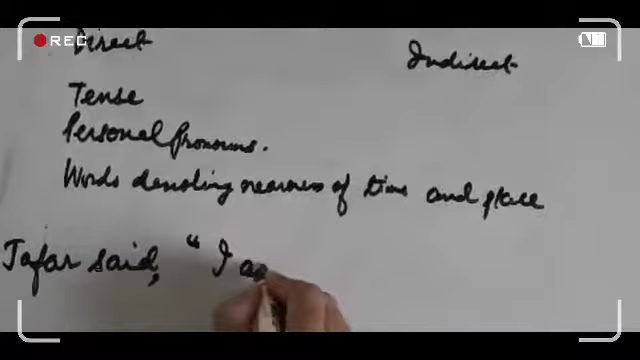 REC
Direct
Indirect
Tense
Personal Pronouns.
Words denoting nearness of time and place
Jafar said, " I a